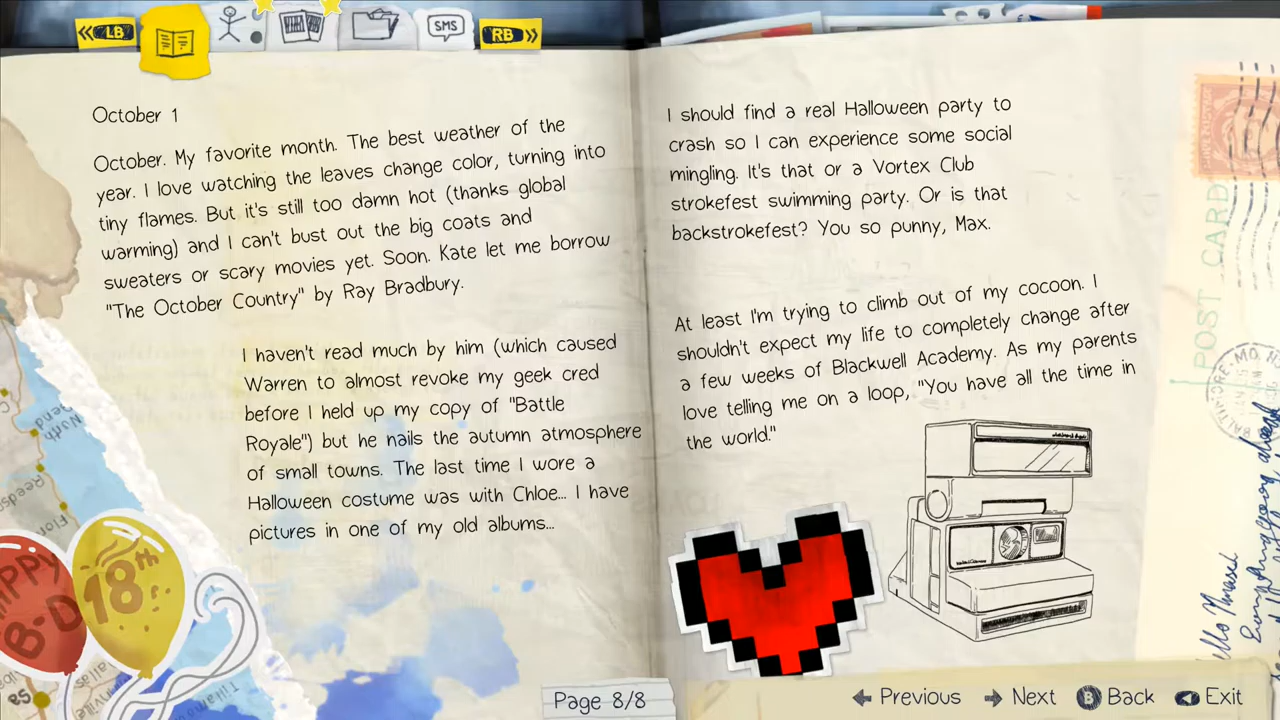 LB
SMS
RB
October 1
October. My favorite month. The best weather of the
year. I love watching the leaves change color, turning into
tiny flames. But it's still too damn hot (thanks global
warming) and I can't bust out the big coats and
sweaters or scary movies yet. Soon. Kate let me borrow
"The October Country" by Ray Bradbury.
I haven't read much by him (which caused
Warren to almost revoke my geek cred
before I held up my copy of "Battle
Royale") but he nails the autumn atmosphere
of small towns. The last time I wore a
Halloween costume was with Chloe... I have
pictures in one of my old albums...
18th
I should find a real Halloween party to
crash so I can experience some social
mingling. It's that or a Vortex Club
strokefest swimming party. Or is that
backstrokefest? You so punny, Max.
At least I'm trying to climb out of my cocoon. I
shouldn't expect my life to completely change after
a few weeks of Blackwell Academy. As my parents
love telling me on a loop, "You have all the time in
the world."
POST CARD
Page 8/8
Previous
Next
B Back
Exit